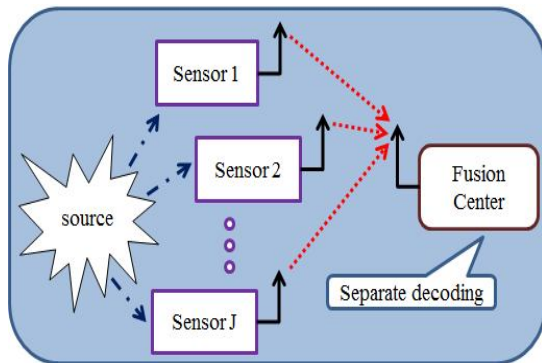 Sensor 1
Sensor 2
source
Fusion
Center
Sensor J
Separate decoding